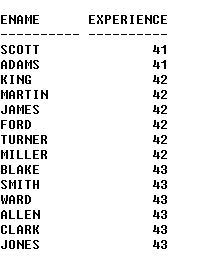 ENAME      EXPERIENCE
---------- ----------
SCOTT              41
ADAMS              41
KING               42
MARTIN             42
JAMES              42
FORD               42
TURNER             42
MILLER             42
BLAKE              43
SMITH              43
WARD               43
ALLEN              43
CLARK              43
JONES              43